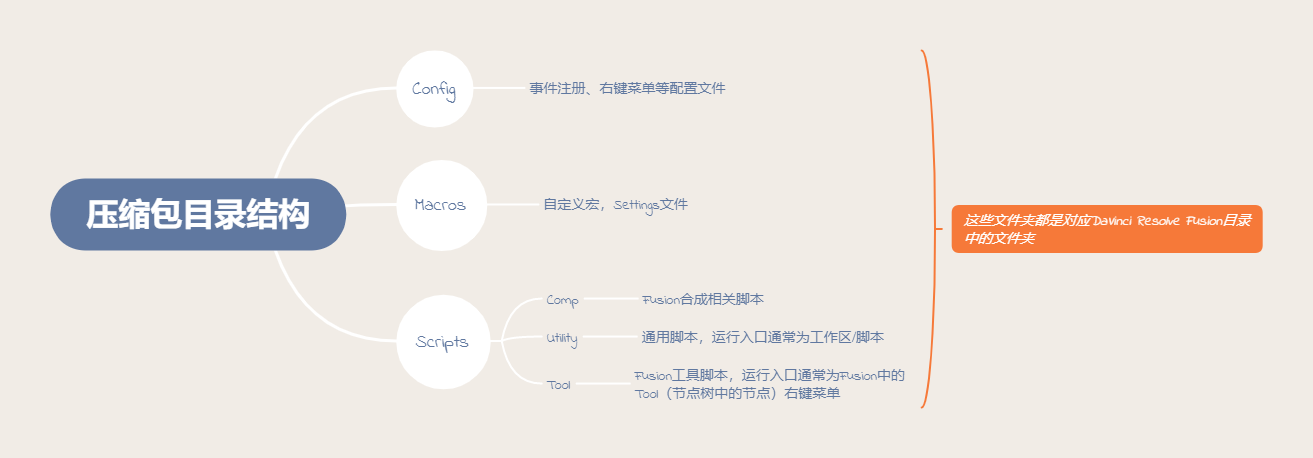 压缩包目录结构
Config
事件注册、右键菜单等配置文件
Macros
自定义宏，Settings文件
Scripts
Comp
Fusion合成相关脚本
Utility
通用脚本，运行入口通常为工作区/脚本
Tool
Fusion工具脚本，运行入口通常为Fusion中的
Tool（节点树中的节点）右键菜单
这些文件夹都是对应DaVinci Resolve Fusion目录
中的文件夹